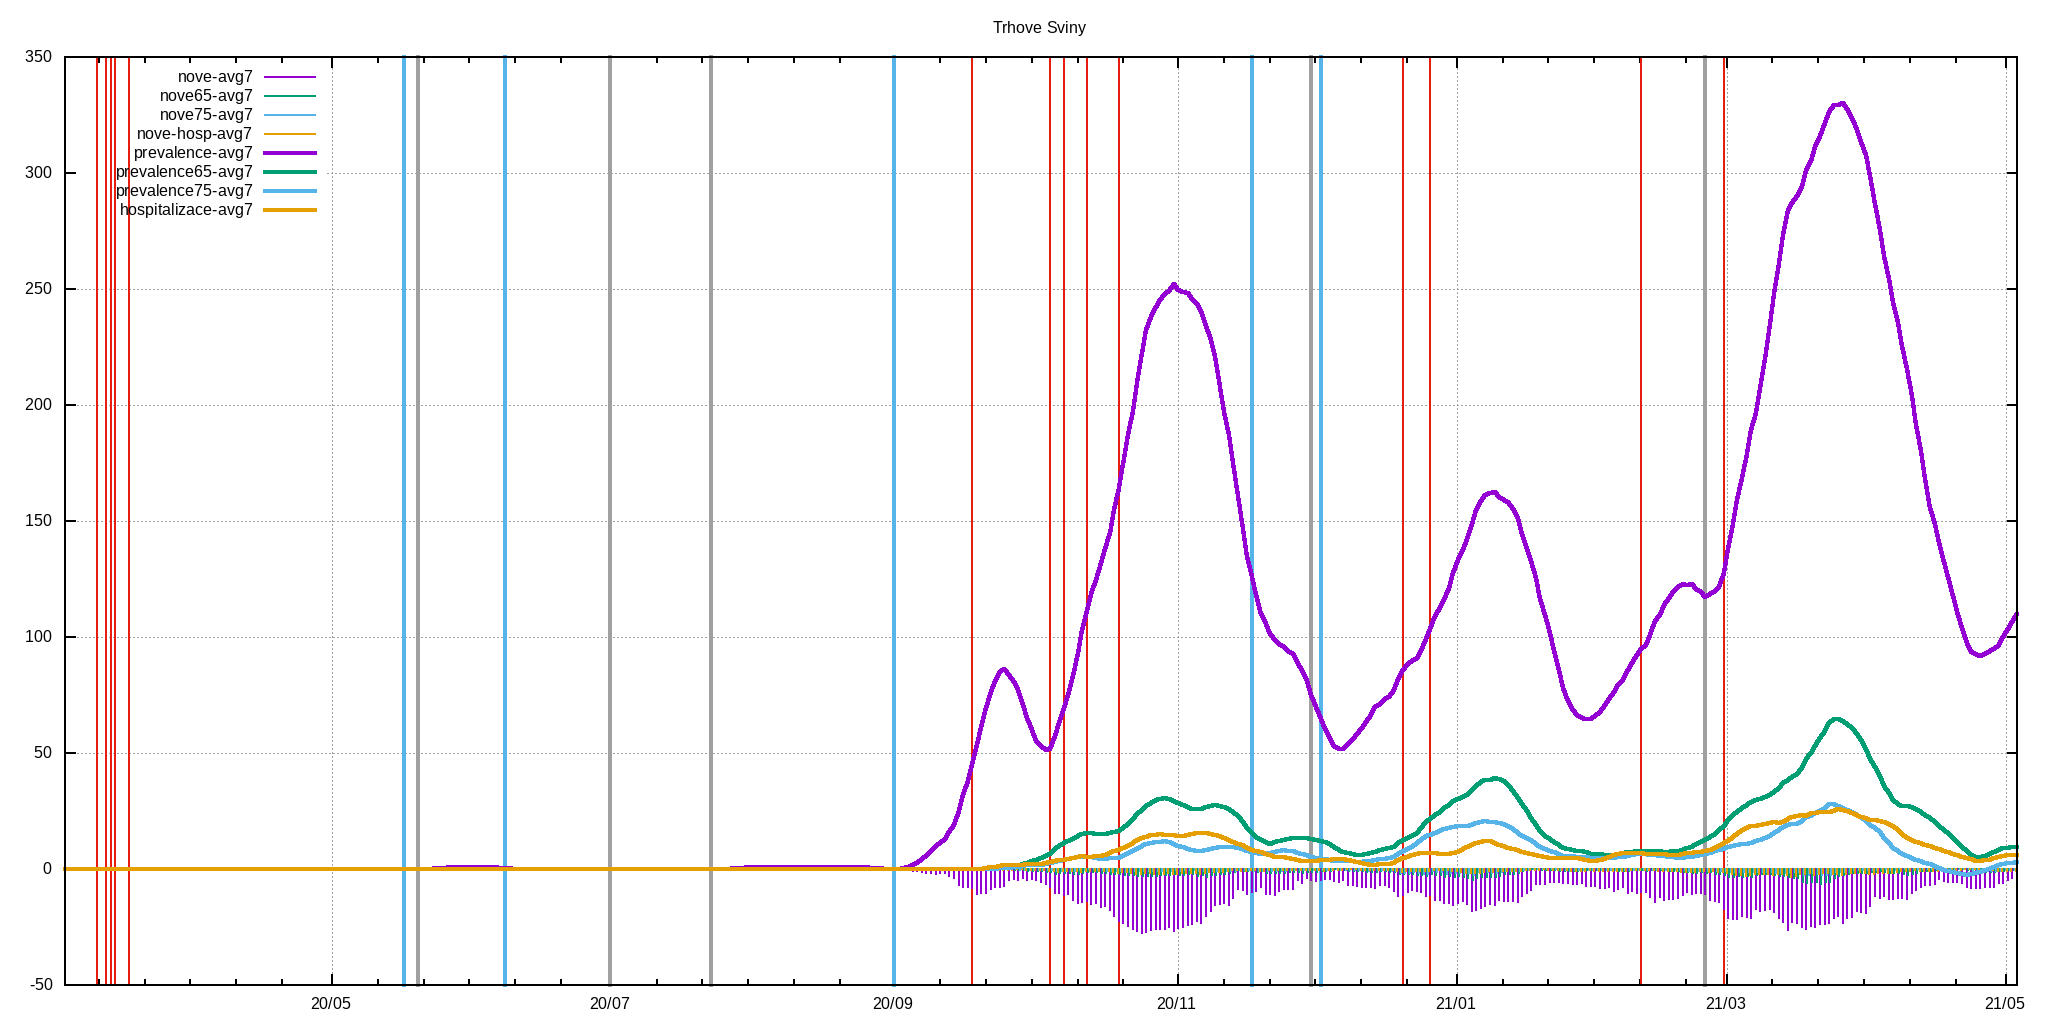 Trhove Sviny
350
300
250
200
150
100
50
0
-50
nove-avg7
nove65-avg7
nove75-avg7
nove-hosp-avg7
prevalence-avg7
prevalence65-avg7
prevalence75-avg7
hospitalizace-avg7
20/05 20/07 20/09 20/11 21/01 21/03 21/05